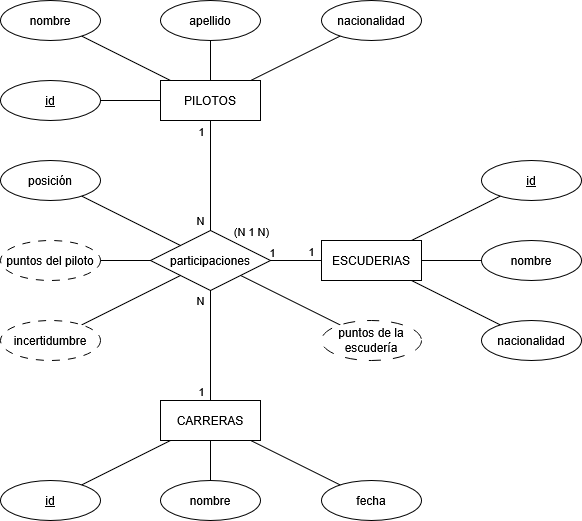 nombre
apellido
nacionalidad
id
PILOTOS
1
posición
id
N
(N 1 N)
puntos del piloto
participaciones
1
1
ESCUDERIAS
nombre
N
incertidumbre
puntos de la
escudería
nacionalidad
1
CARRERAS
id
nombre
fecha